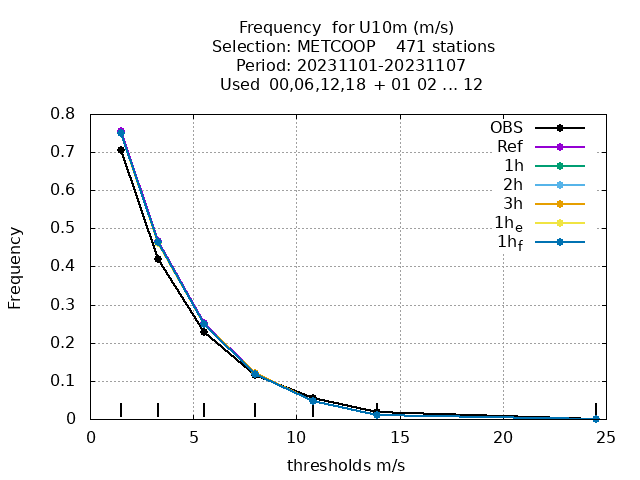 Frequency  for U10m (m/s)
Selection: METCOOP    471 stations
Period: 20231101-20231107
Used  00,06,12,18  + 01 02 ... 12
Frequency
0.8
0.7
0.6
0.5
0.4
0.3
0.2
0.1
0
OBS
Ref
1h
2h
3h
1he
1hf
0 5 10 15 20 25
thresholds m/s